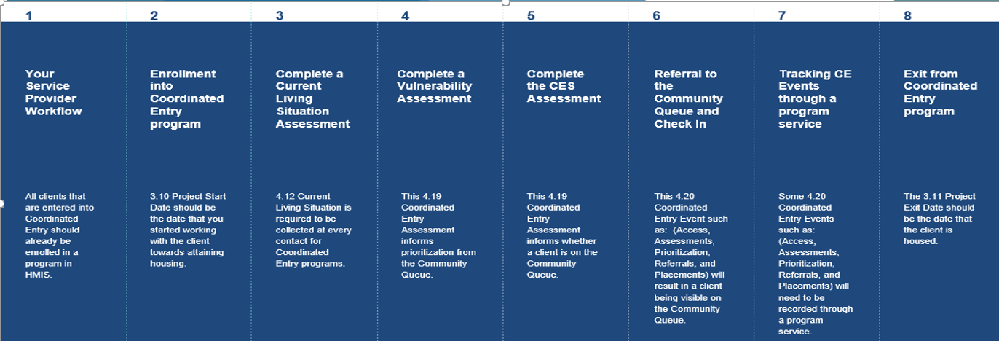 1
2
3
4
5
6
7
8
Your
Service
Provider
Workflow
Enrollment
into
Coordinated
Entry
program
Complete a
Current
Living
Situation
Assessment
Complete a
Vulnerability
Assessment
Complete
the CES
Assessment
Referral to
the
Community
Queue and
Check In
Tracking CE
Events
through a
program
service
Exit from
Coordinated
Entry
program
All clients that
are entered into
Coordinated
Entry should
already be
enrolled in a
program in
HMIS.
3.10 Project Start
Date should be
the date that you
started working
with the client
towards attaining
housing.
4.12 Current
Living Situation is
required to be
collected at every
contact for
Coordinated
Entry programs.
This 4.19
Coordinated
Entry
Assessment
informs
prioritization from
the Community
Queue.
This 4.19
Coordinated
Entry
Assessment
informs whether
a client is on the
Community
Queue.
This 4.20
Coordinated
Entry Event such
as:  (Access,
Assessments,
Prioritization,
Referrals, and
Placements) will
result in a client
being visible on
the Community
Queue.
Some 4.20
Coordinated
Entry Events
such as:
(Access,
Assessments,
Prioritization,
Referrals, and
Placements) will
need to be
recorded through
a program
service.
The 3.11 Project
Exit Date should
be the date that
the client is
housed.